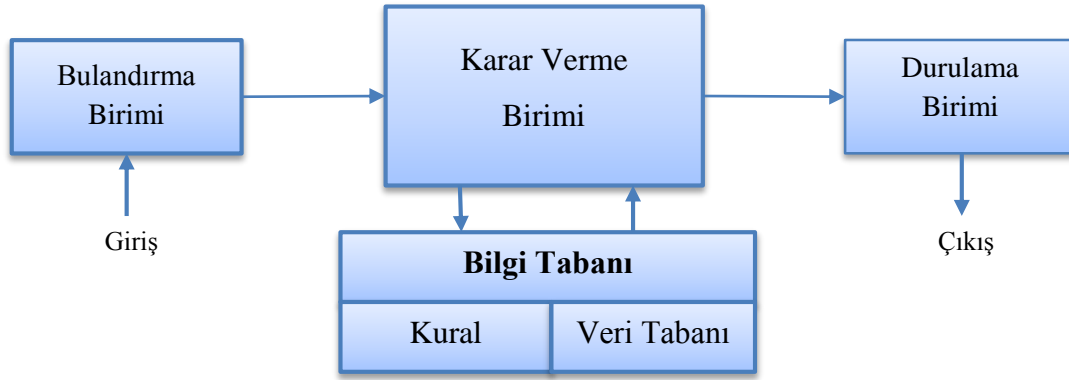 Bulandırma
Birimi
Karar Verme
Birimi
Durulama
Birimi
Giriş
Çıkış
Bilgi Tabanı
Kural
Veri Tabanı